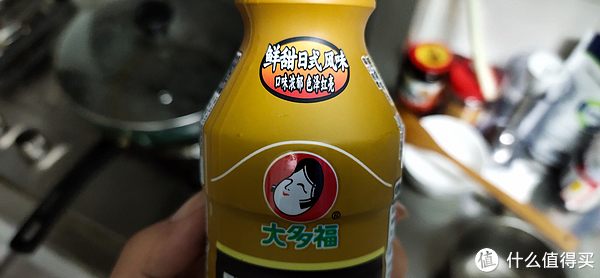 鲜甜日式风味
口味浓郁 色泽红亮
大多福
®
值 什么值得买